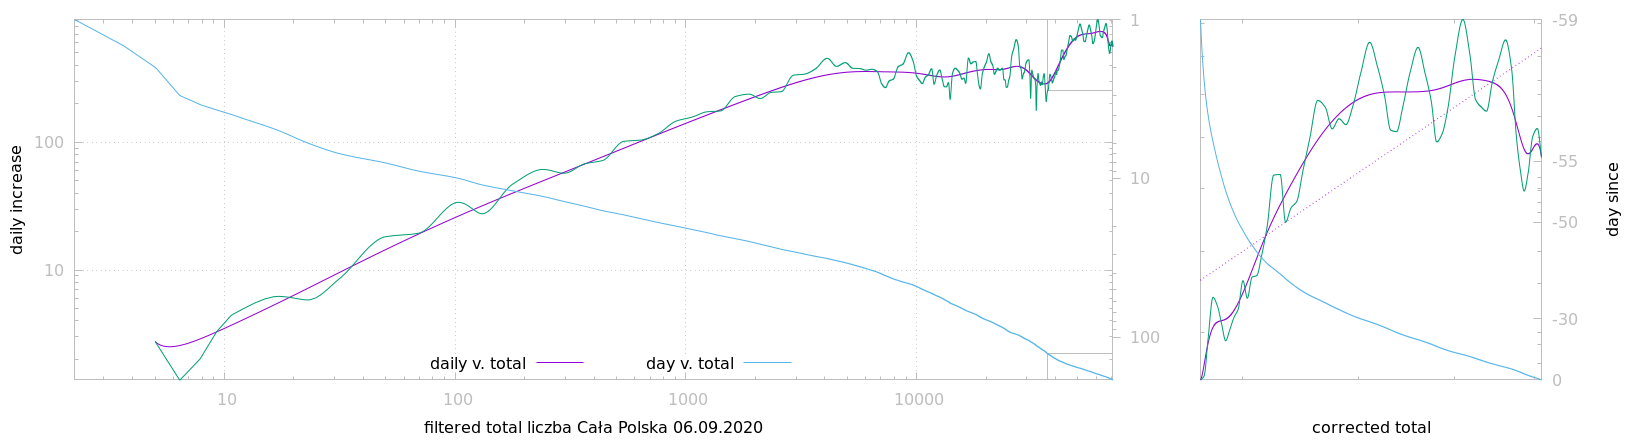 1
-59
100
-55
10
-50
daily increase
day since
10
-30
100
daily v. total
day v. total
0
10
100
1000
10000
filtered total liczba Cała Polska 06.09.2020
corrected total